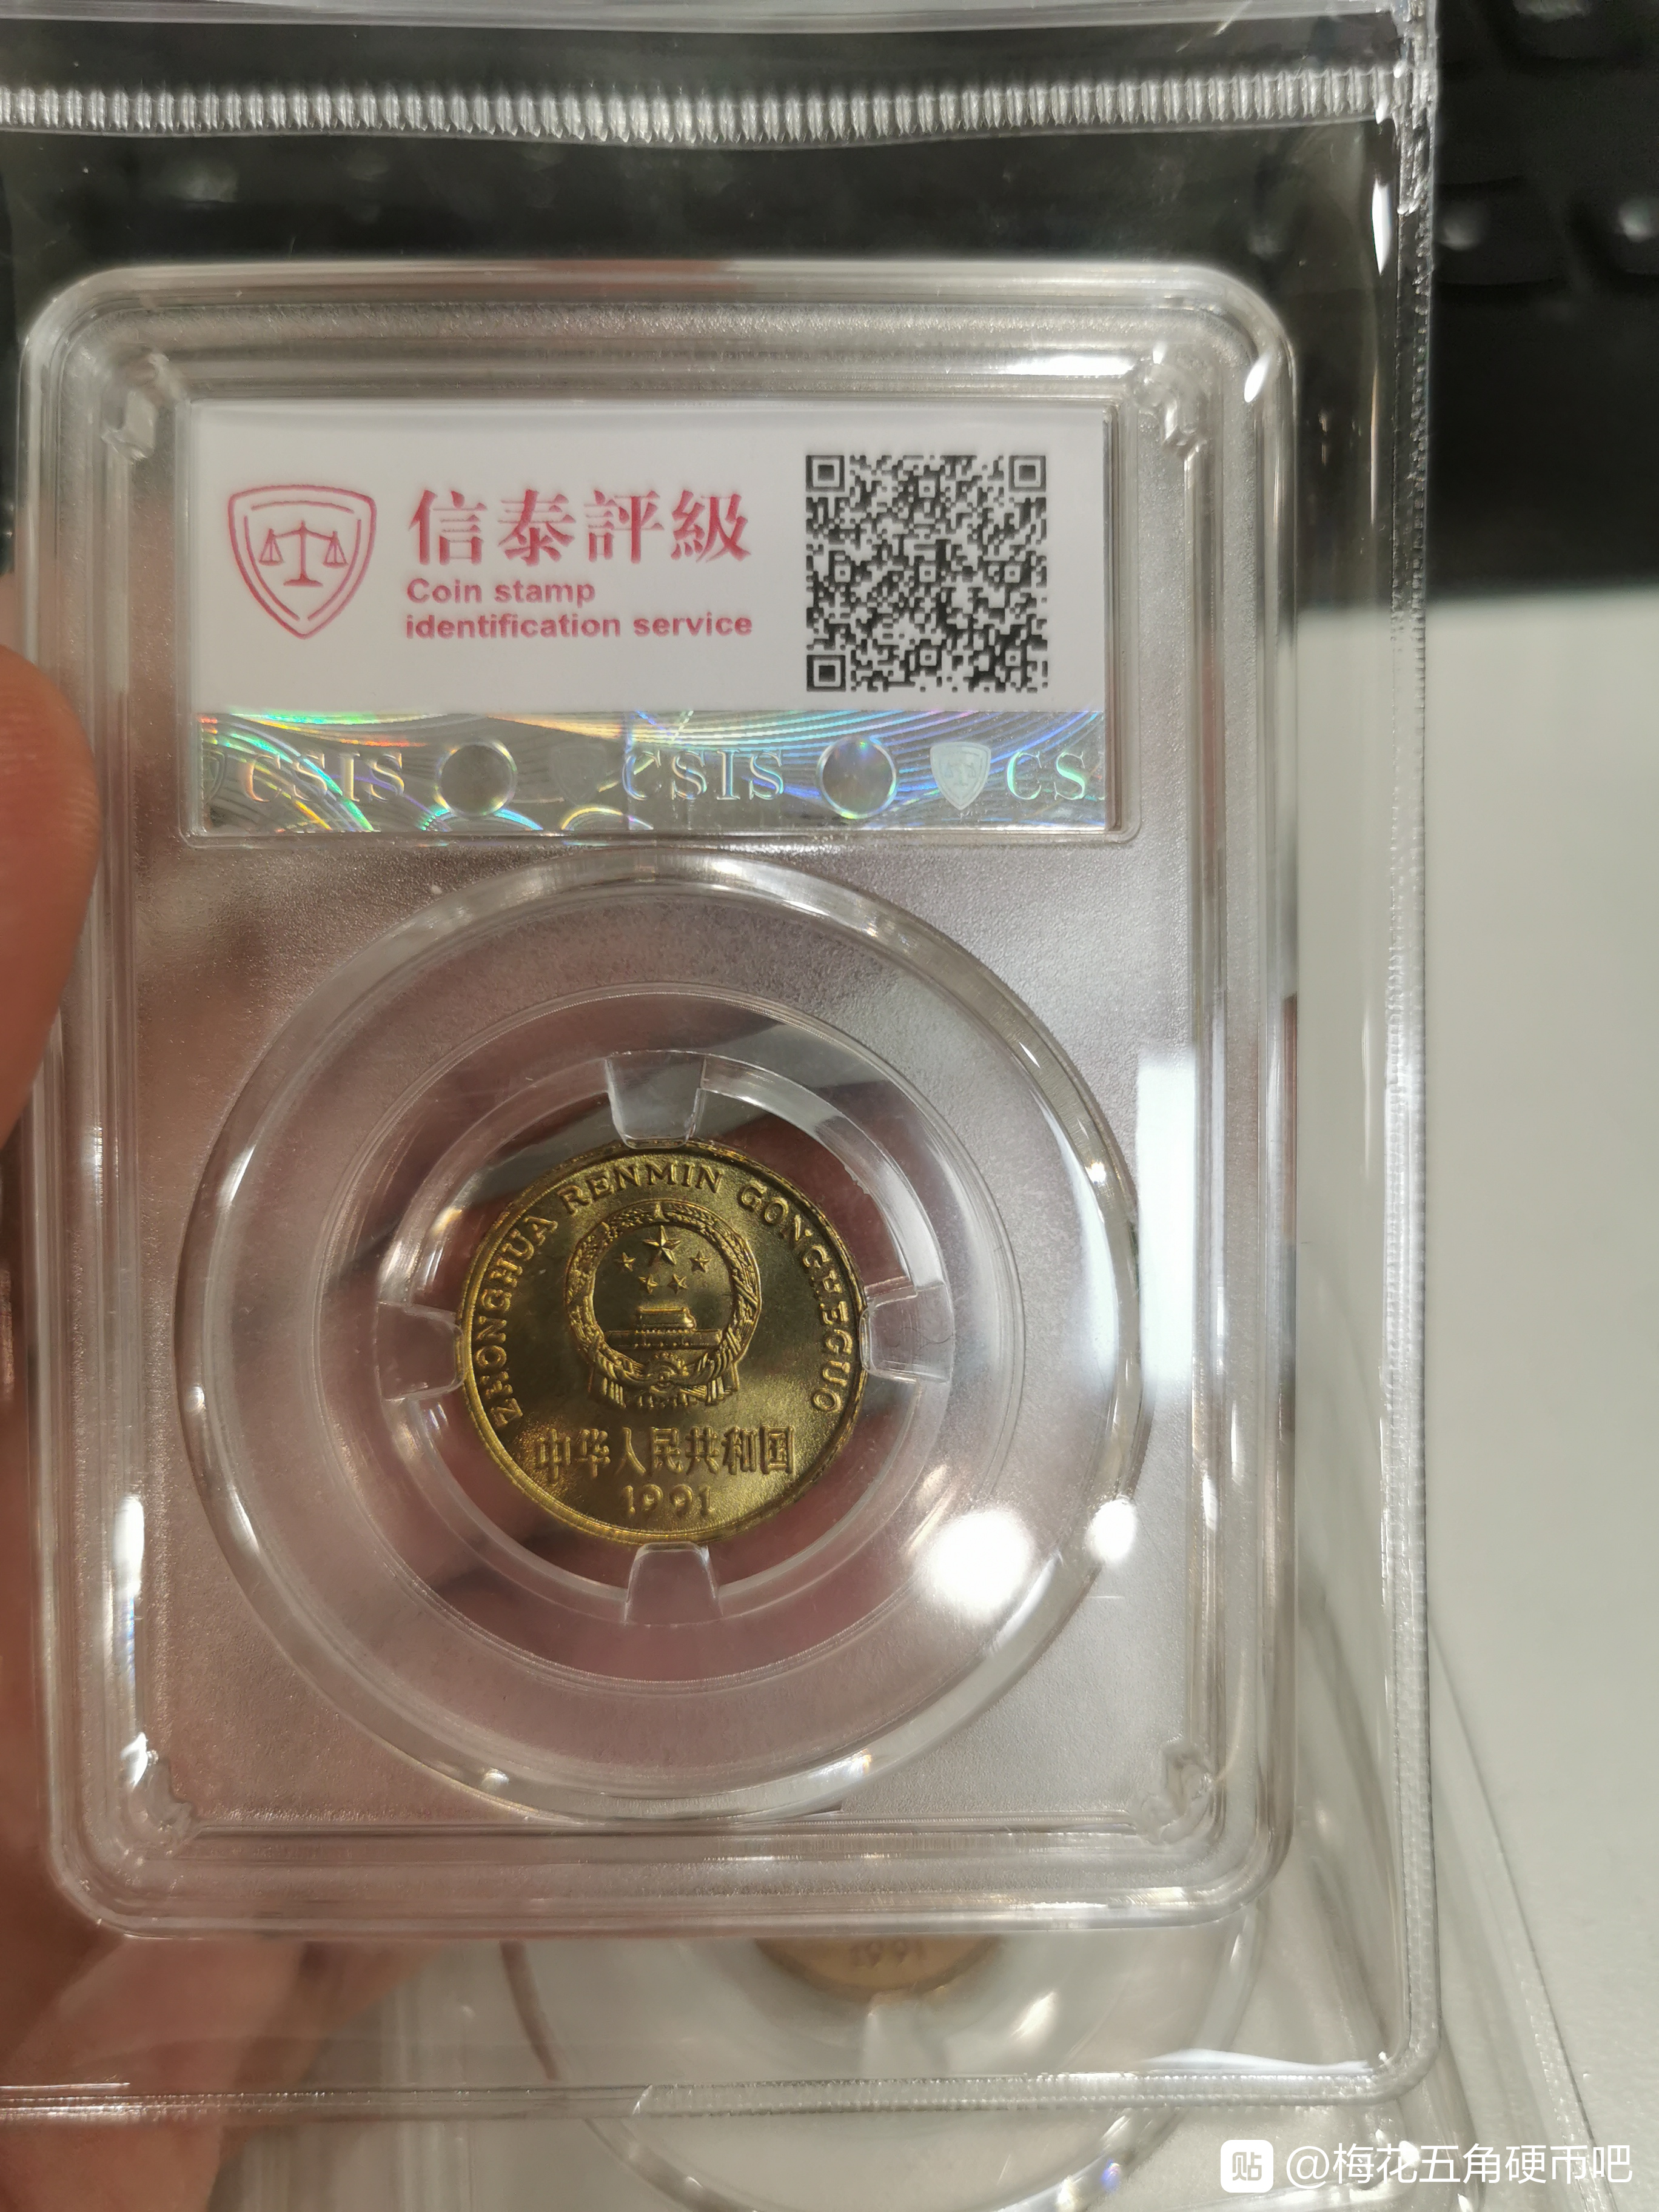 信泰評級
Coin stamp
identification service
CSIS CSIS CS
ZHONGHUA RENMIN GONGHEGUO
中华人民共和国
1991
1991
贴 @梅花五角硬币吧